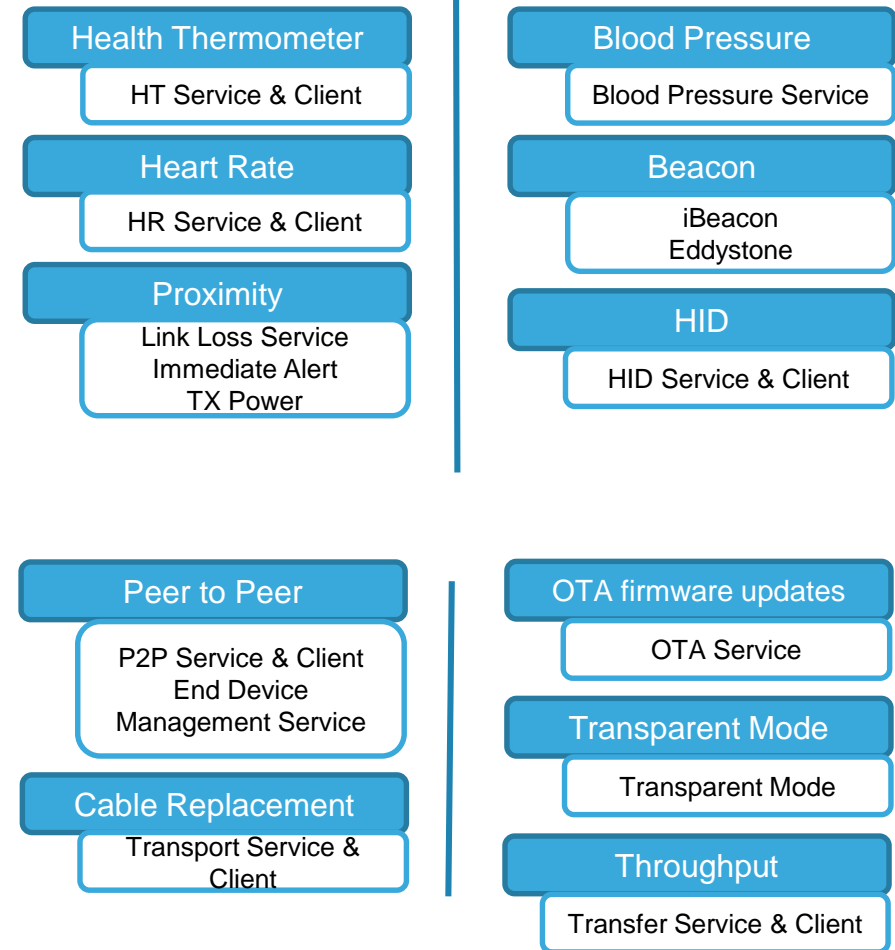 Health Thermometer
HT Service & Client
Heart Rate
HR Service & Client
Proximity
Link Loss Service
Immediate Alert
TX Power
Blood Pressure
Blood Pressure Service
Beacon
iBeacon
Eddystone
HID
HID Service & Client
Peer to Peer
P2P Service & Client
End Device
Management Service
Cable Replacement
Transport Service &
Client
OTA firmware updates
OTA Service
Transparent Mode
Transparent Mode
Throughput
Transfer Service & Client